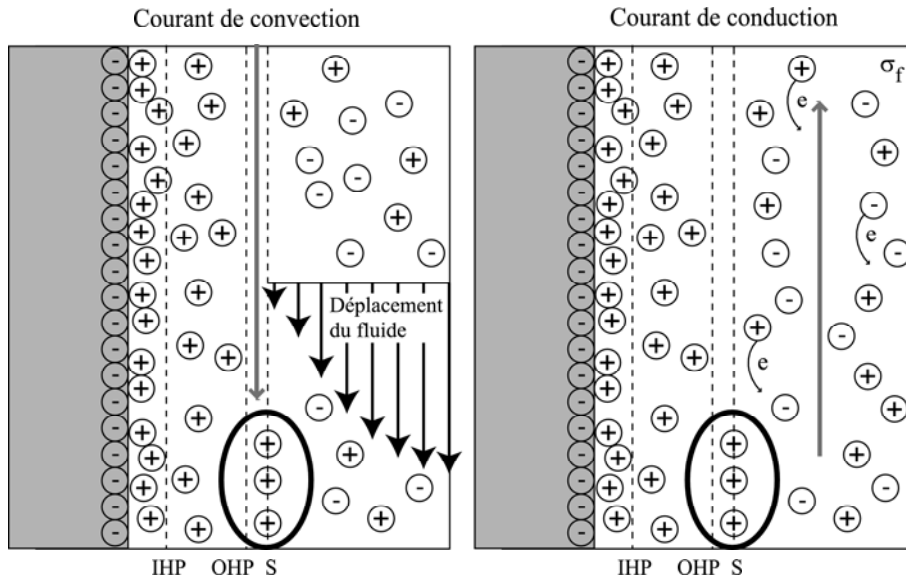 Courant de convection
Courant de conduction
σf
e
e
e
Déplacement
du fluide
IHP OHP S
IHP OHP S